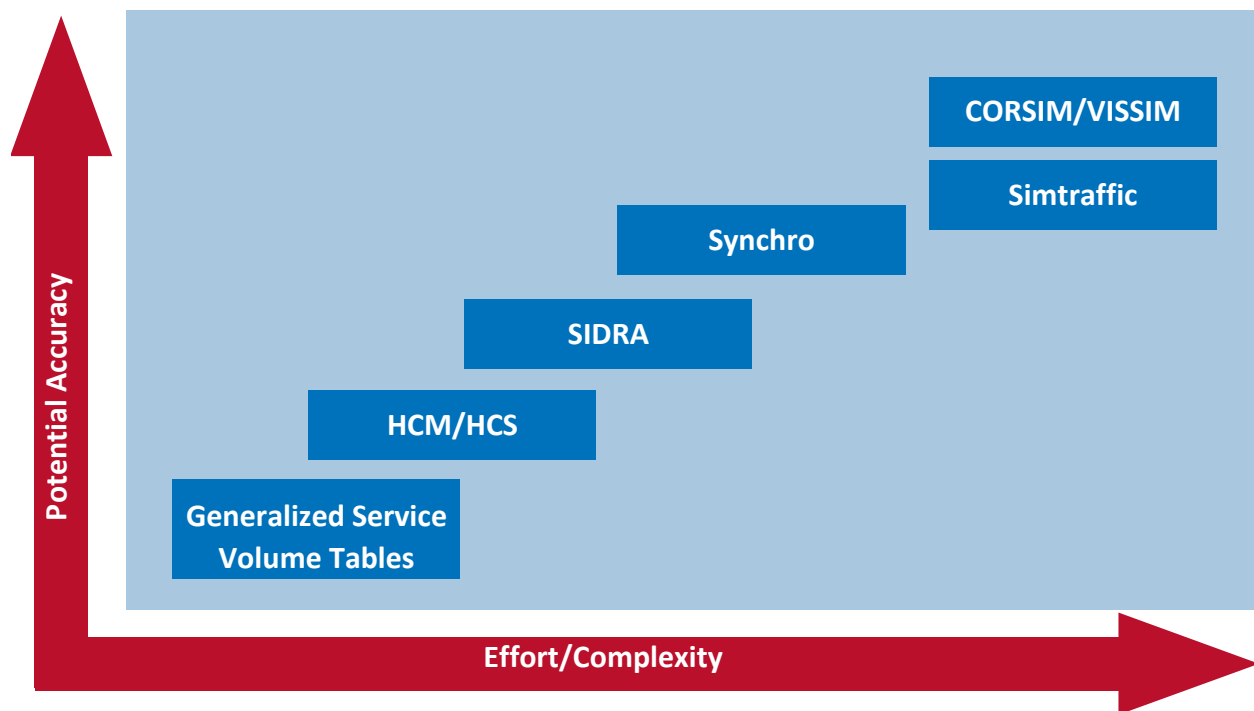 CORSIM/VISSIM
Simtraffic
Synchro
SIDRA
HCM/HCS
Generalized Service
Volume Tables
Potential Accuracy
Effort/Complexity